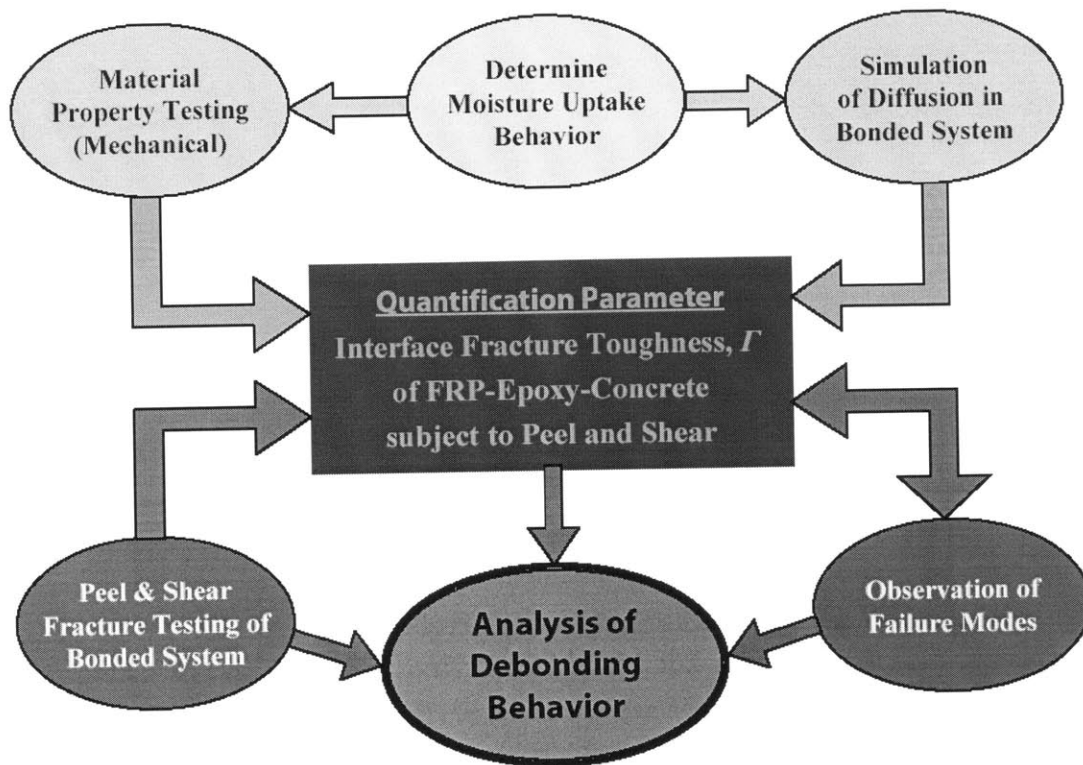 Material
Property Testing
(Mechanical)
Determine
Moisture Uptake
Behavior
Simulation
of Diffusion in
Bonded System
Quantification Parameter
Interface Fracture Toughness, Γ
of FRP-Epoxy-Concrete
subject to Peel and Shear
Peel & Shear
Fracture Testing of
Bonded System
Analysis of
Debonding
Behavior
Observation of
Failure Modes